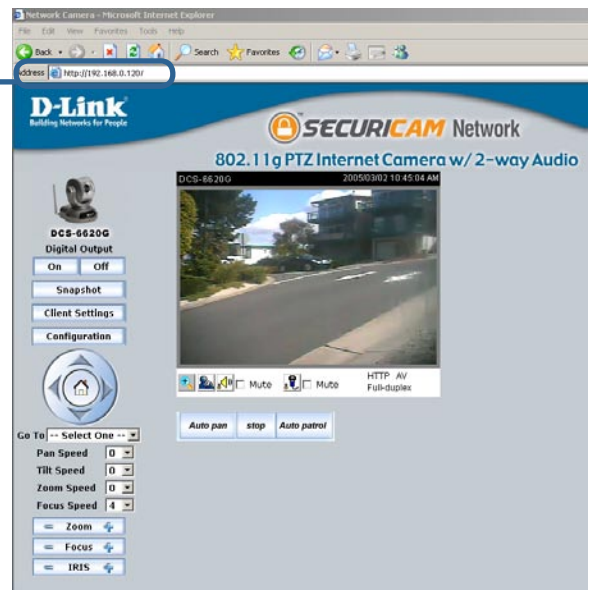 Network Camera - Microsoft Internet Explorer
File Edit View Favorites Tools Help
Back Search Favorites
Address http://192.168.0.120/
D-Link
Building Networks for People
SECURICAM Network
802.11g PTZ Internet Camera w/ 2-way Audio
DCS-6620G 2005/03/02 10:45:04 AM
DCS-6620G
Digital Output
On Off
Snapshot
Client Settings
Configuration
Mute Mute HTTP AV
Full-duplex
Auto pan stop Auto patrol
Go To -- Select One --
Pan Speed 0
Tilt Speed 0
Zoom Speed 0
Focus Speed 4
Zoom
Focus
IRIS